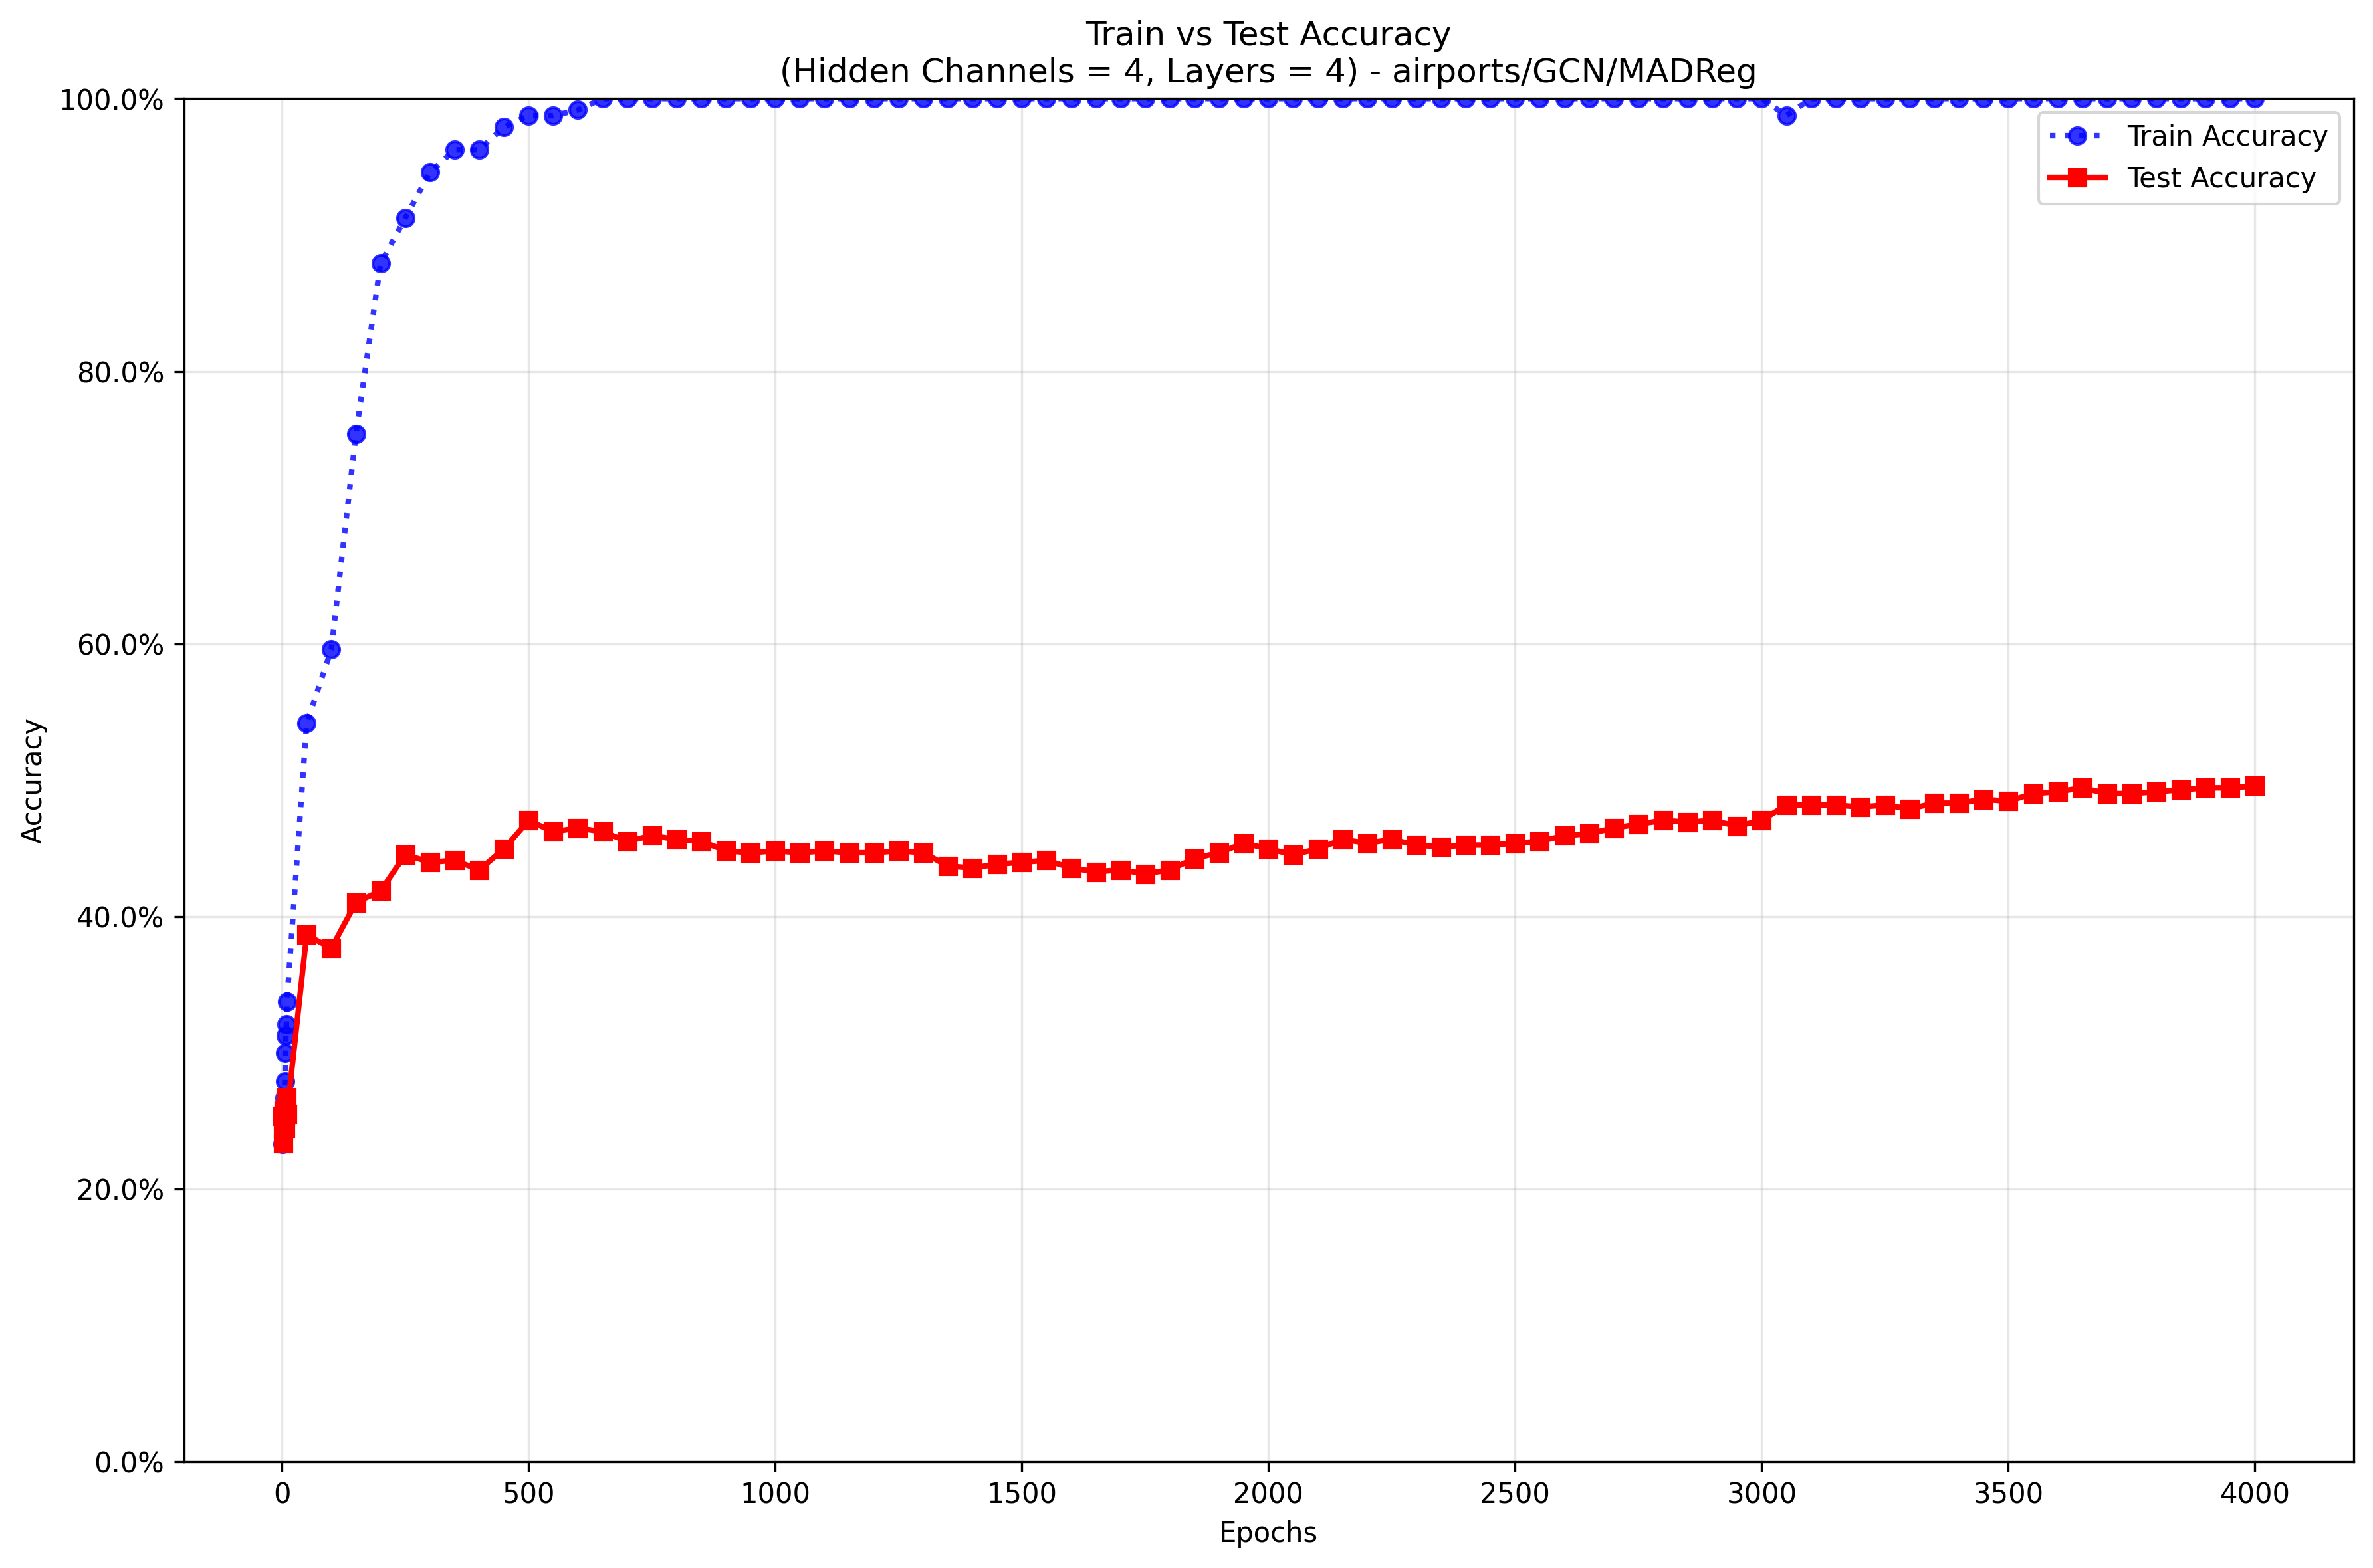 Train vs Test Accuracy
(Hidden Channels = 4, Layers = 4) - airports/GCN/MADReg
100.0%
80.0%
60.0%
40.0%
20.0%
0.0%
Accuracy
Train Accuracy
Test Accuracy
0 500 1000 1500 2000 2500 3000 3500 4000
Epochs